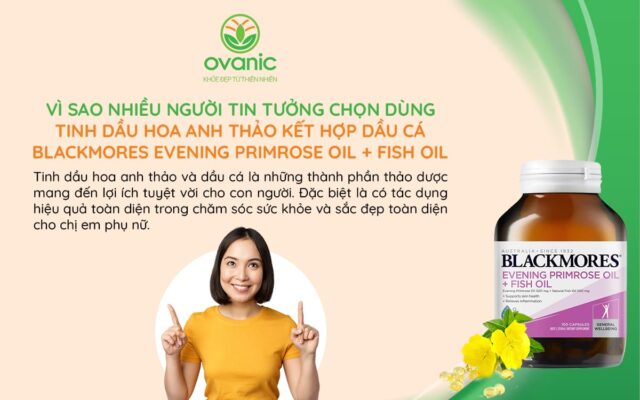 ovanic
KHỎE ĐẸP TỪ THIÊN NHIÊN
VÌ SAO NHIỀU NGƯỜI TIN TƯỞNG CHỌN DÙNG
TINH DẦU HOA ANH THẢO KẾT HỢP DẦU CÁ
BLACKMORES EVENING PRIMROSE OIL + FISH OIL
Tinh dầu hoa anh thảo và dầu cá là những thành phần thảo dược
mang đến lợi ích tuyệt vời cho con người. Đặc biệt là có tác dụng
hiệu quả toàn diện trong chăm sóc sức khỏe và sắc đẹp toàn diện
cho chị em phụ nữ.
AUSTRALIA • SINCE 1932
BLACKMORES
EVENING PRIMROSE OIL
+ FISH OIL
• Supports skin health
• Relieves inflammation
GENERAL
WELLBEING